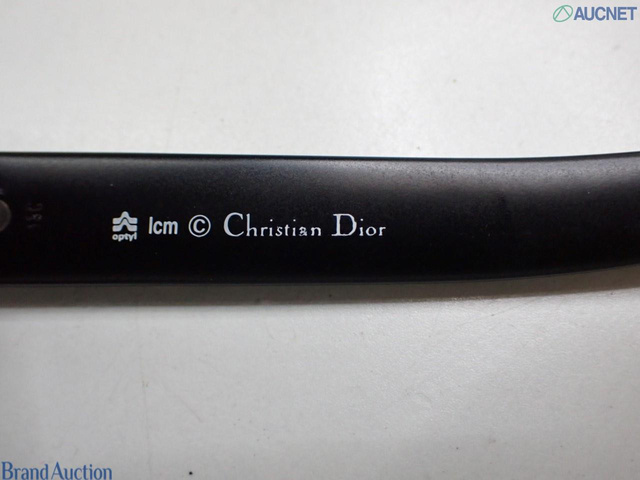 AUCNET
optyl lcm © Christian Dior
Brand Auction